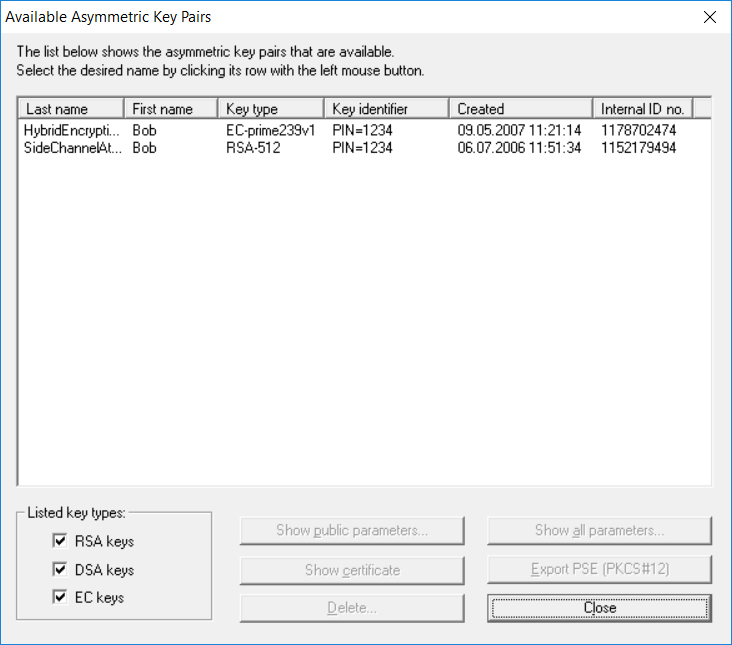 Available Asymmetric Key Pairs
The list below shows the asymmetric key pairs that are available.
Select the desired name by clicking its row with the left mouse button.
Last name First name Key type Key identifier Created Internal ID no.
HybridEncrypti... Bob EC-prime239v1 PIN=1234 09.05.2007 11:21:14 1178702474
SideChannelAt... Bob RSA-512 PIN=1234 06.07.2006 11:51:34 1152179494
Listed key types:
RSA keys
DSA keys
EC keys
Show public parameters... Show all parameters...
Show certificate Export PSE (PKCS#12)
Delete... Close